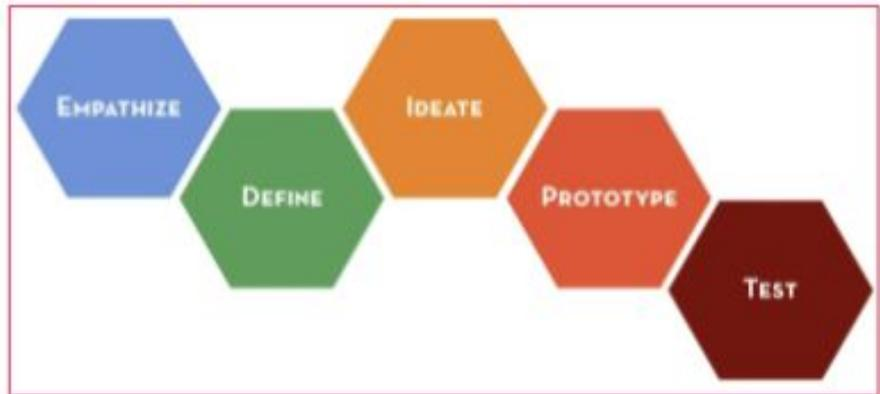 EMPATHIZE
DEFINE
IDEATE
PROTOTYPE
TEST